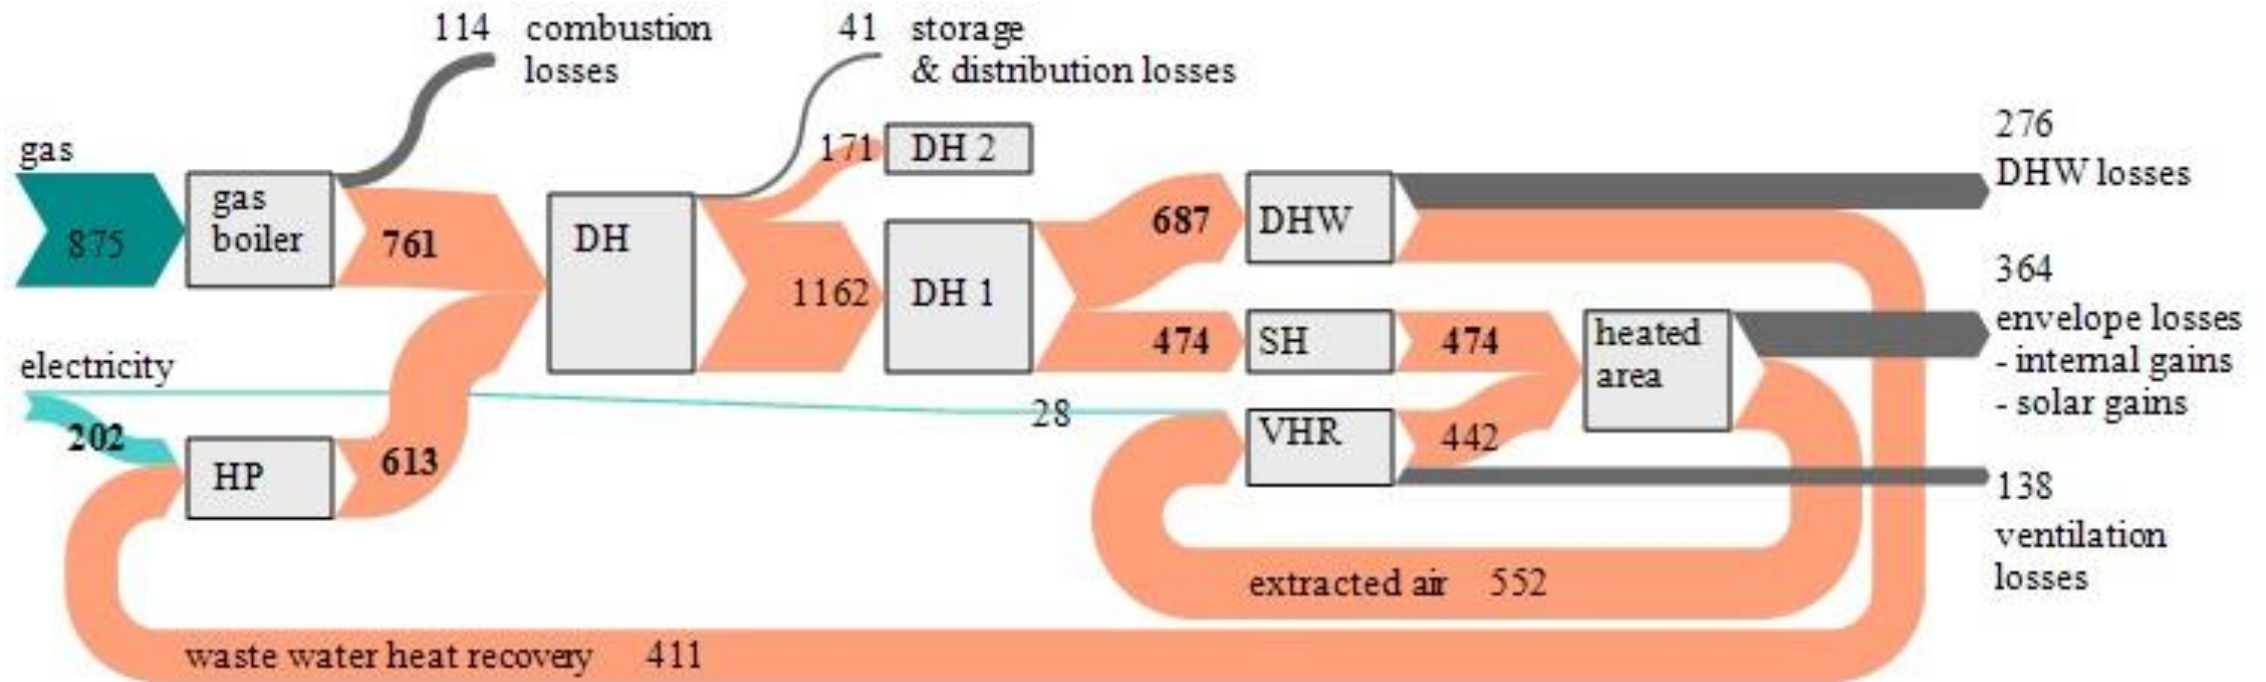 114 combustion
losses
41 storage
& distribution losses
gas
875
gas
boiler
761
DH
171
DH 2
1162
DH 1
687
DHW
276
DHW losses
474
SH
474
heated
area
364
envelope losses
- internal gains
- solar gains
electricity
202
HP
613
28
VHR
442
138
ventilation
losses
extracted air 552
waste water heat recovery 411